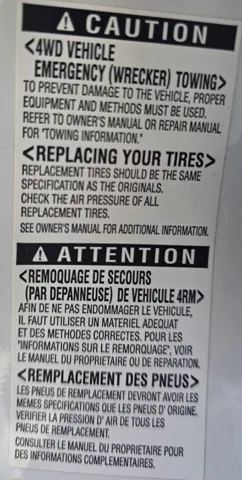 ⚠ CAUTION
<4WD VEHICLE
EMERGENCY (WRECKER) TOWING>
TO PREVENT DAMAGE TO THE VEHICLE, PROPER
EQUIPMENT AND METHODS MUST BE USED.
REFER TO OWNER'S MANUAL OR REPAIR MANUAL
FOR "TOWING INFORMATION."
<REPLACING YOUR TIRES>
REPLACEMENT TIRES SHOULD BE THE SAME
SPECIFICATION AS THE ORIGINALS.
CHECK THE AIR PRESSURE OF ALL
REPLACEMENT TIRES.
SEE OWNER'S MANUAL FOR ADDITIONAL INFORMATION.
⚠ ATTENTION
<REMOQUAGE DE SECOURS
(PAR DEPANNEUSE) DE VEHICULE 4RM>
AFIN DE NE PAS ENDOMMAGER LE VEHICULE,
IL FAUT UTILISER UN MATERIEL ADEQUAT
ET DES METHODES CORRECTES. POUR LES
"INFORMATIONS SUR LE REMORQUAGE", VOIR
LE MANUEL DU PROPRIETAIRE OU DE REPARATION.
<REMPLACEMENT DES PNEUS>
LES PNEUS DE REMPLACEMENT DEVRONT AVOIR LES
MEMES SPECIFICATIONS QUE LES PNEUS D' ORIGINE.
VERIFIER LA PRESSION D' AIR DE TOUS LES
PNEUS DE REMPLACEMENT.
CONSULTER LE MANUEL DU PROPRIETAIRE POUR
DES INFORMATIONS COMPLEMENTAIRES.